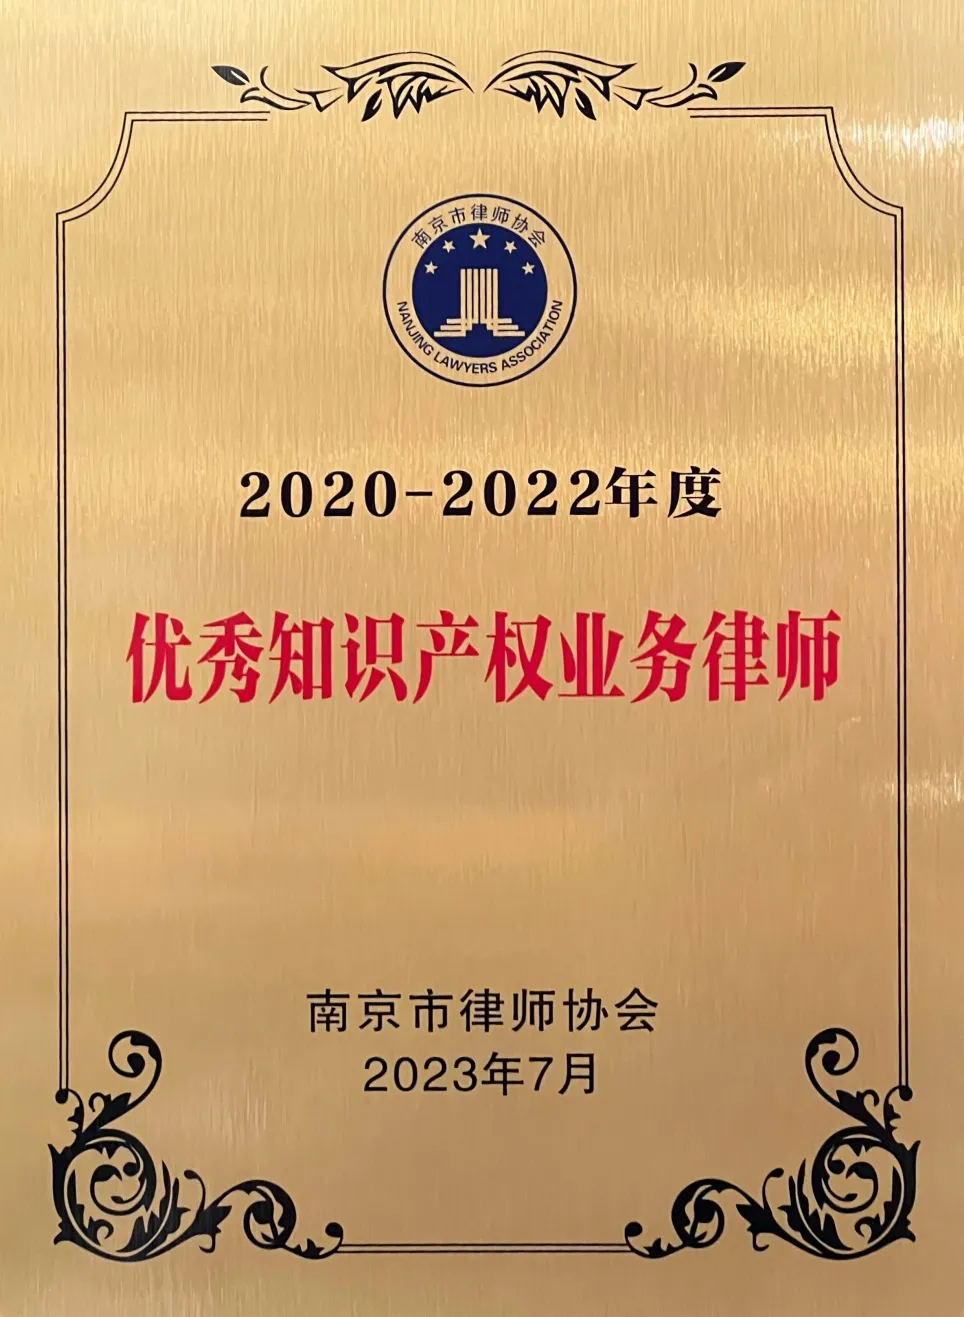 南京市律师协会
NANJING LAWYERS ASSOCIATION
2020-2022年度
优秀知识产权业务律师
南京市律师协会
2023年7月